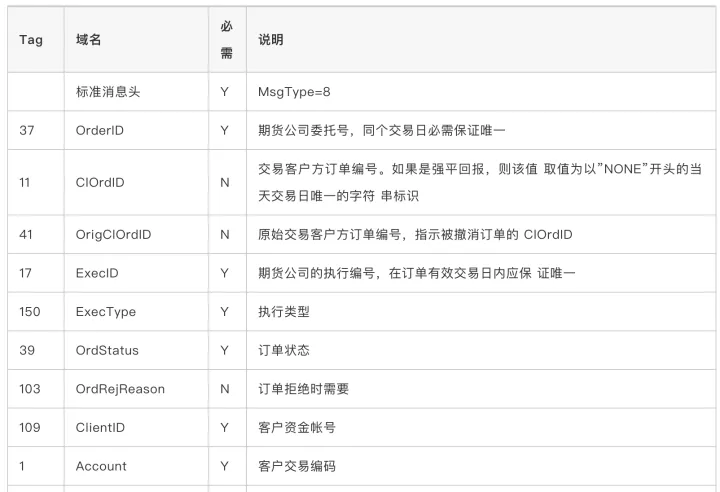 Tag 域名 必需 说明
标准消息头 Y MsgType=8
37 OrderID Y 期货公司委托号，同个交易日必需保证唯一
11 ClOrdID N 交易客户方订单编号。如果是强平回报，则该值 取值为以”NONE”开头的当
天交易日唯一的字符 串标识
41 OrigClOrdID N 原始交易客户方订单编号，指示被撤消订单的 ClOrdID
17 ExecID Y 期货公司的执行编号，在订单有效交易日内应保 证唯一
150 ExecType Y 执行类型
39 OrdStatus Y 订单状态
103 OrdRejReason N 订单拒绝时需要
109 ClientID Y 客户资金帐号
1 Account Y 客户交易编码